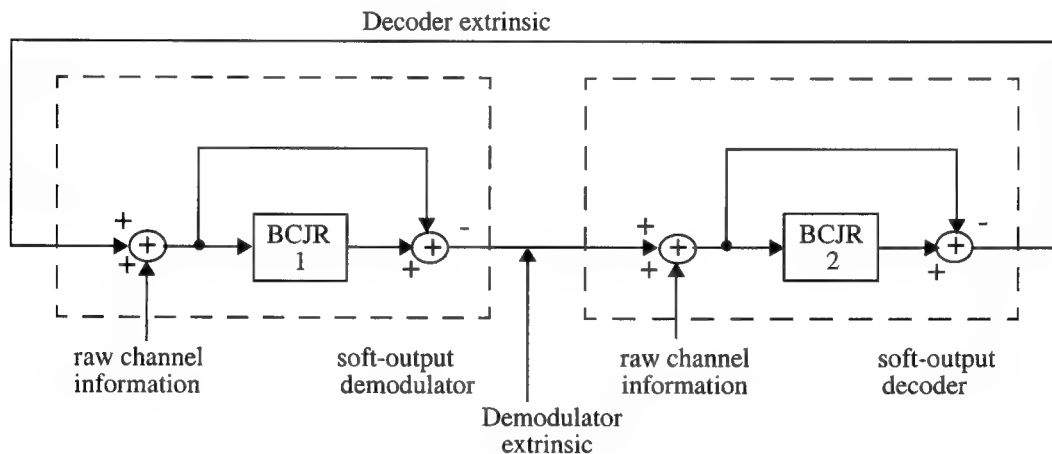 Decoder extrinsic
+
+
+
BCJR
1
+
-
+
+
+
+
BCJR
2
+
-
+
raw channel
information
soft-output
demodulator
raw channel
information
soft-output
decoder
Demodulator
extrinsic